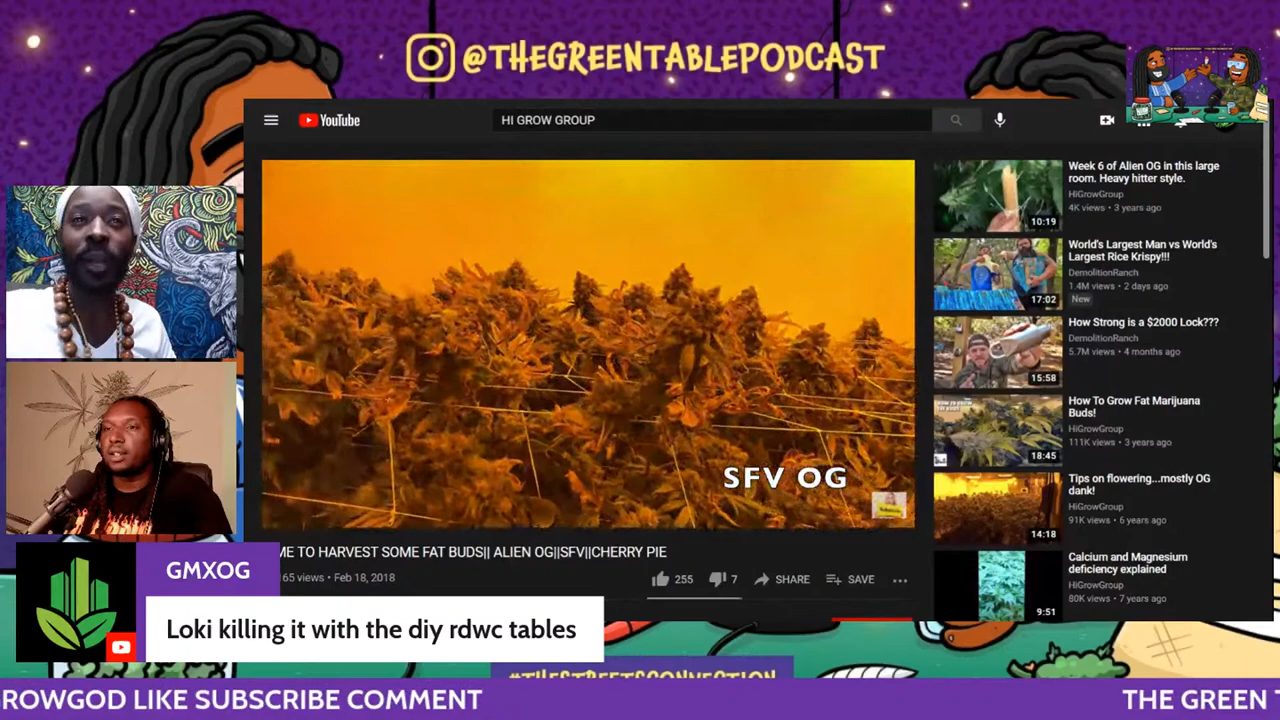 @THEGREENTABLEPODCAST
YouTube
HI GROW GROUP
SFV OG
ME TO HARVEST SOME FAT BUDS|| ALIEN OG||SFV||CHERRY PIE
165 views • Feb 18, 2018
255
7
SHARE
SAVE
Week 6 of Alien OG in this large
room. Heavy hitter style.
HiGrowGroup
4K views • 3 years ago
10:19
World's Largest Man vs World's
Largest Rice Krispy!!!
DemolitionRanch
1.4M views • 2 days ago
New
17:02
How Strong is a $2000 Lock???
DemolitionRanch
5.7M views • 4 months ago
15:58
How To Grow Fat Marijuana
Buds!
HiGrowGroup
111K views • 3 years ago
18:45
Tips on flowering...mostly OG
dank!
HiGrowGroup
91K views • 6 years ago
14:18
Calcium and Magnesium
deficiency explained
HiGrowGroup
80K views • 7 years ago
9:51
GMXOG
Loki killing it with the diy rdwc tables
#THESTREETSCONNECTION
ROWGOD LIKE SUBSCRIBE COMMENT
THE GREEN